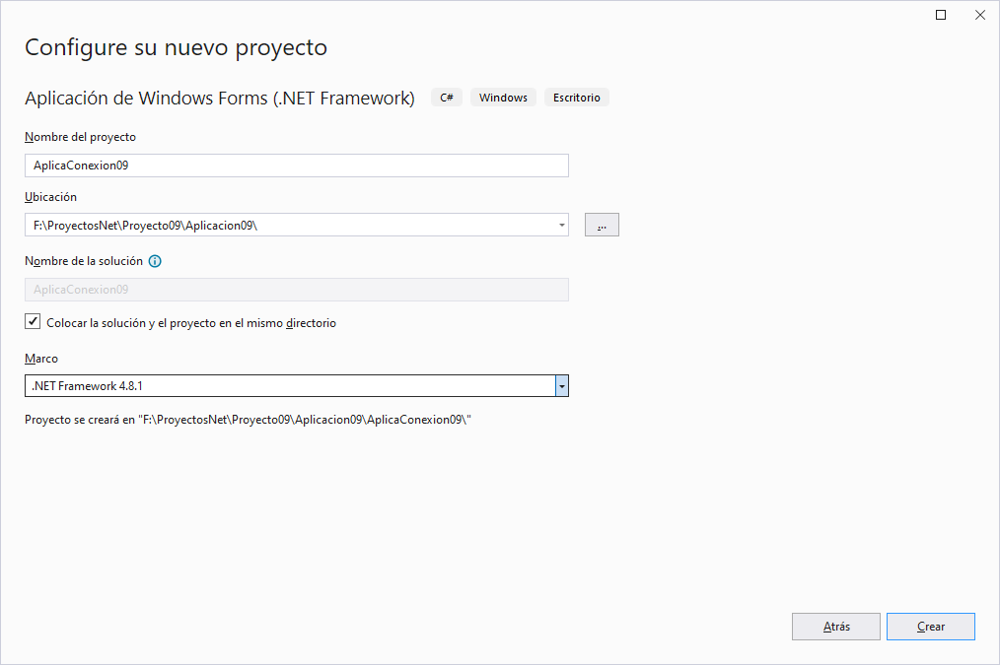 Configure su nuevo proyecto
Aplicación de Windows Forms (.NET Framework) C# Windows Escritorio
Nombre del proyecto
AplicaConexion09
Ubicación
F:\ProyectosNet\Proyecto09\Aplicacion09\
...
Nombre de la solución
AplicaConexion09
Colocar la solución y el proyecto en el mismo directorio
Marco
.NET Framework 4.8.1
Proyecto se creará en "F:\ProyectosNet\Proyecto09\Aplicacion09\AplicaConexion09\"
Atrás Crear